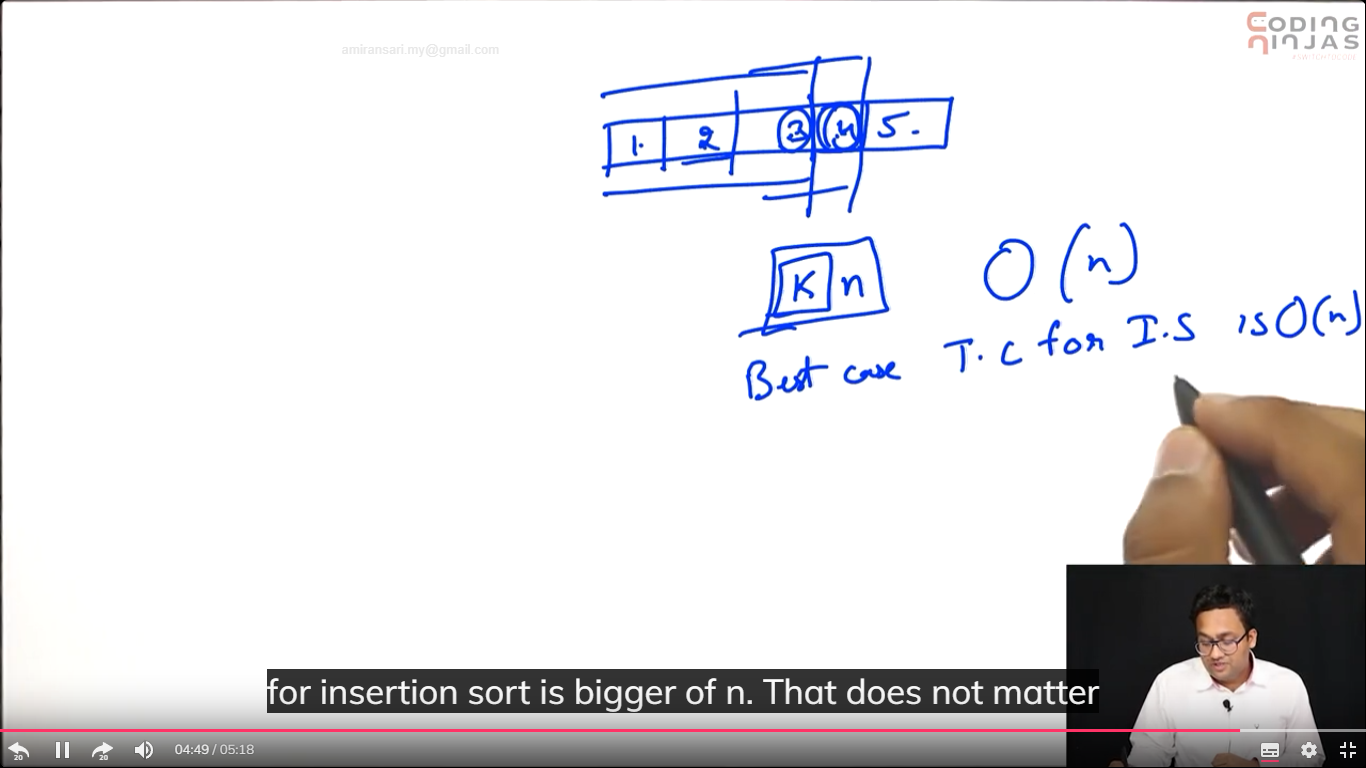 amiransari.my@gmail.com
CODING
NINJAS
1. 2 3 4 5.
K n O(n)
Best case T.C for I.S is O(n)
for insertion sort is bigger of n. That does not matter
20 20 04:49 / 05:18